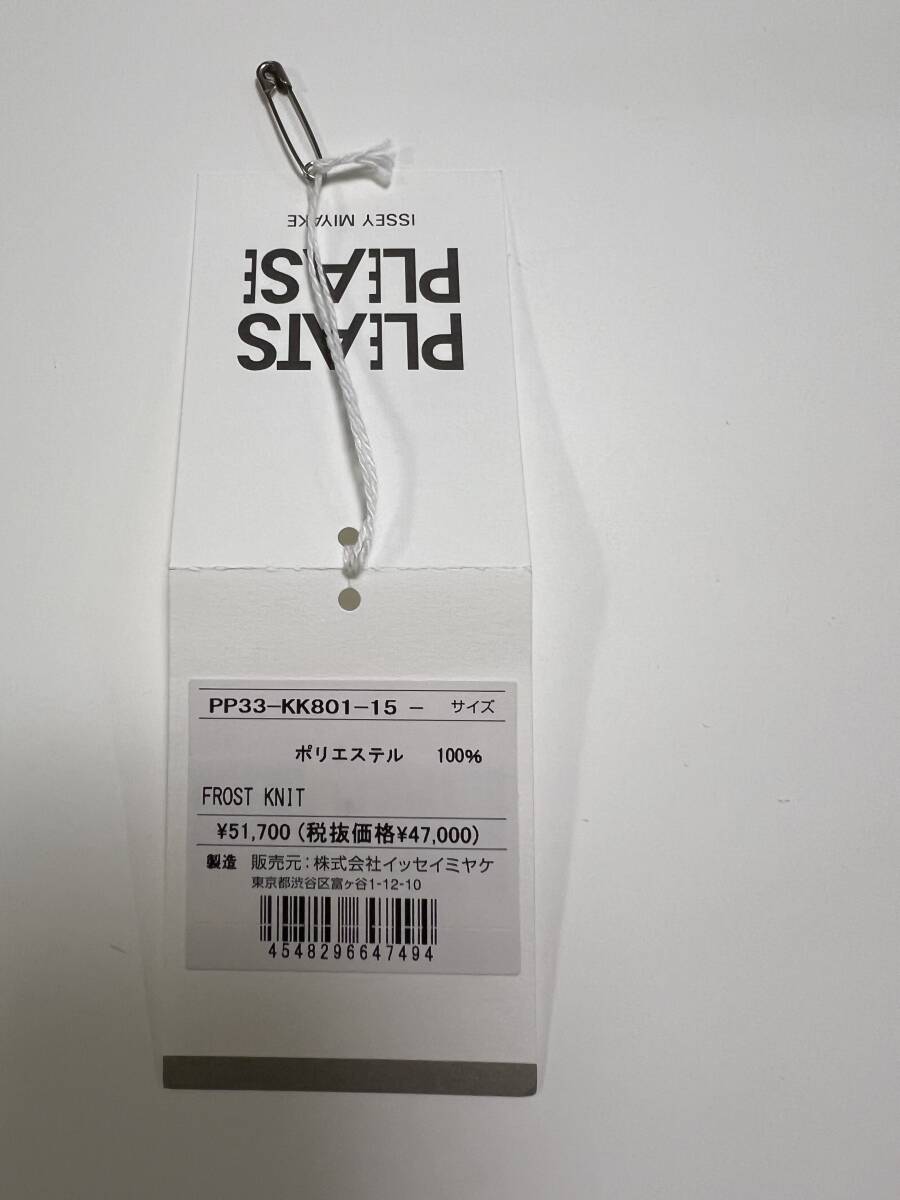 ISSEY MIYAKE
PLEASE
PLEATS
PP33-KK801-15 - サイズ
ポリエステル 100%
FROST KNIT
¥51,700 (税抜価格¥47,000)
製造 販売元:株式会社イッセイミヤケ
東京都渋谷区富ヶ谷1-12-10
4548296647494